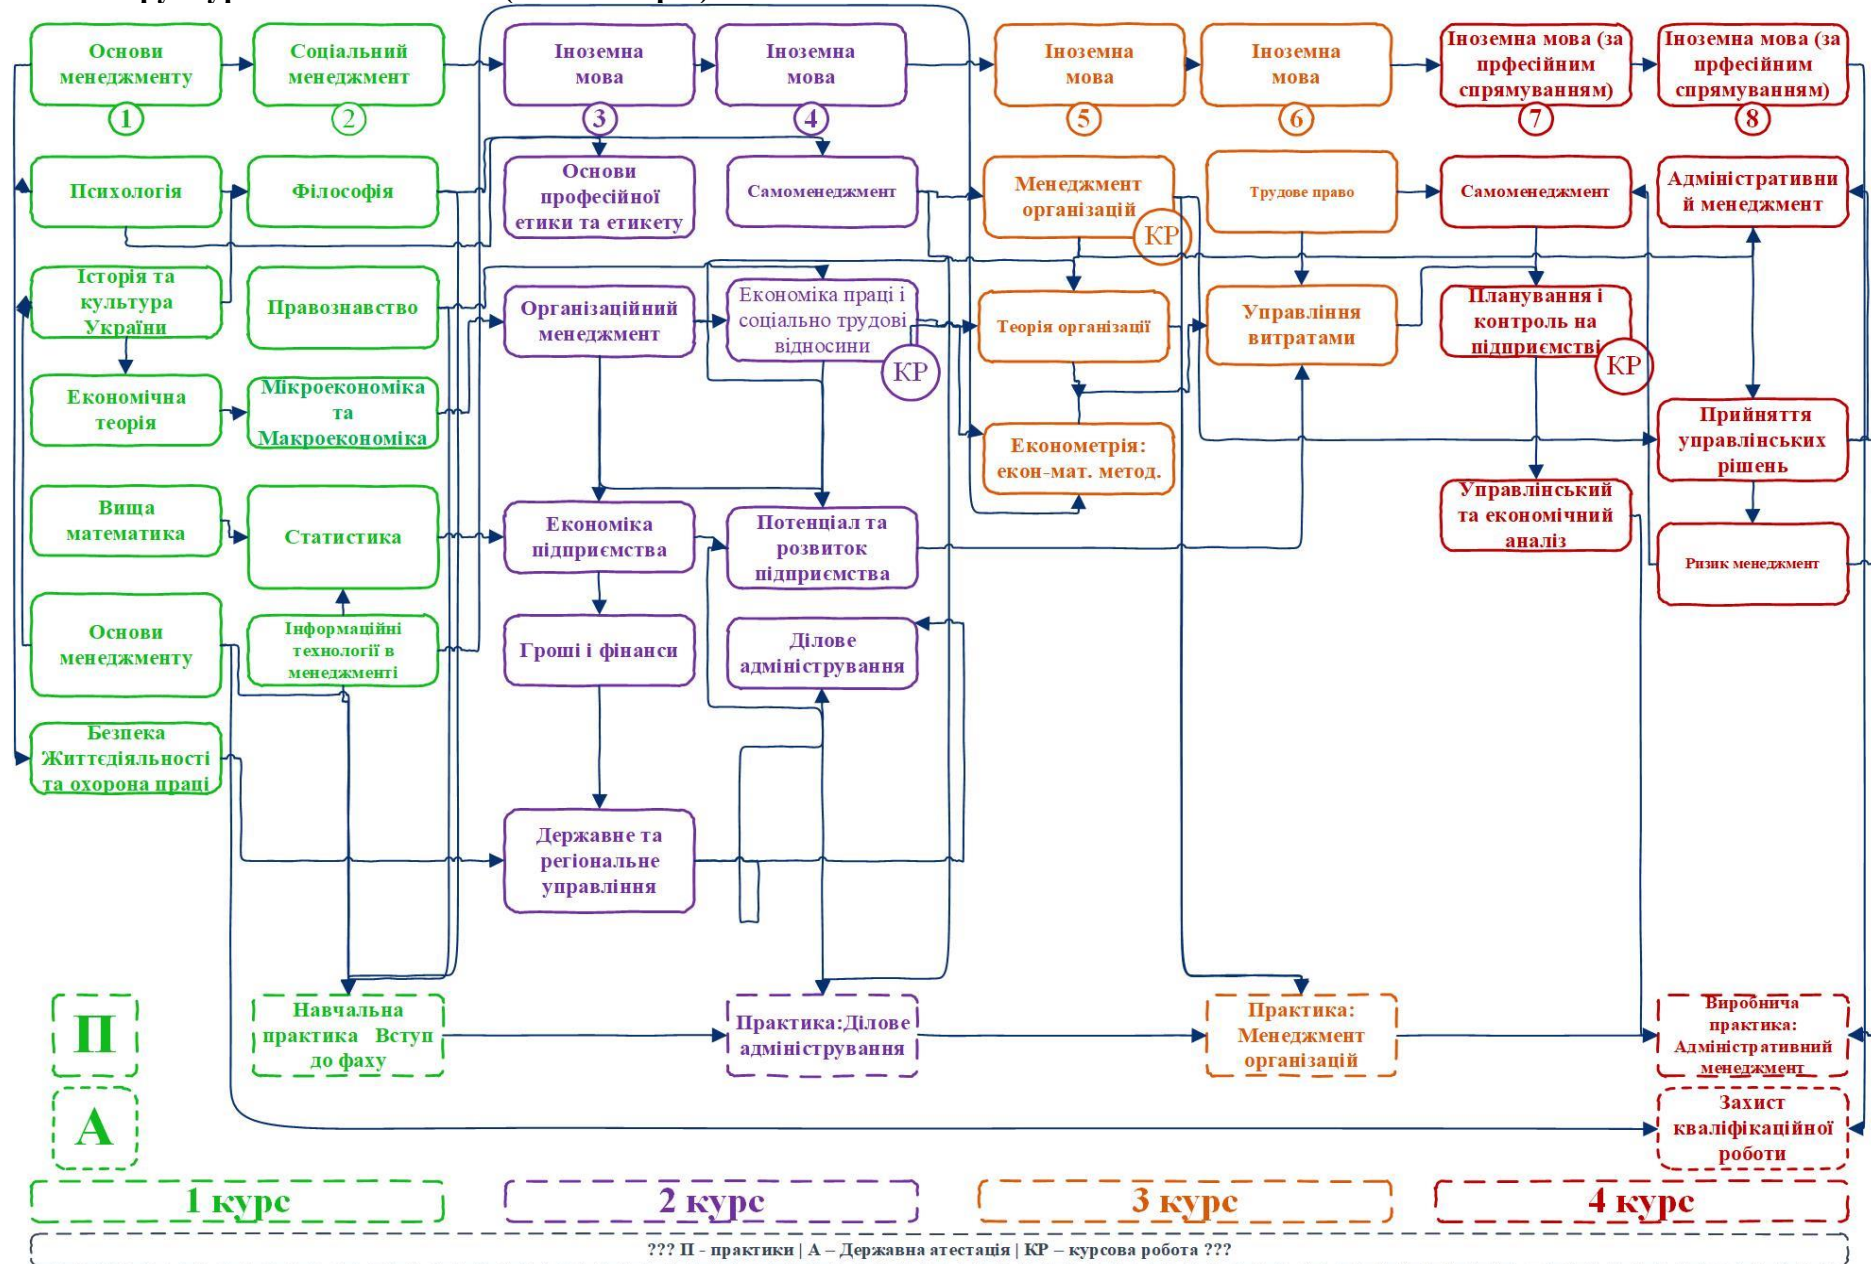 Основи
менеджменту
Соціальний
менеджмент
Іноземна
мова
Іноземна
мова
Іноземна
мова
Іноземна
мова
Іноземна мова (за
прфесійним
спрямуванням)
Іноземна мова (за
прфесійним
спрямуванням)
1
2
3
4
5
6
7
8
Психологія
Філософія
Основи
професійної
етики та етикету
Самоменеджмент
Менеджмент
організацій
КР
Трудове право
Самоменеджмент
Адміністративни
й менеджмент
Історія та
культура
України
Правознавство
Організаційний
менеджмент
Економіка праці і
соціально трудові
відносини
КР
Теорія організації
Управління
витратами
Планування і
контроль на
підприємстві
КР
Економічна
теорія
Мікроекономіка
та
Макроекономіка
Економетрія:
екон-мат. метод.
Прийняття
управлінських
рішень
Вища
математика
Статистика
Економіка
підприємства
Потенціал та
розвиток
підприємства
Управлінський
та економічний
аналіз
Ризик менеджмент
Основи
менеджменту
Інформаційні
технології в
менеджменті
Гроші і фінанси
Ділове
адміністрування
Безпека
Життєдіяльності
та охорона праці
Державне та
регіональне
управління
П
Навчальна
практика Вступ
до фаху
Практика:Ділове
адміністрування
Практика:
Менеджмент
організацій
Виробнича
практика:
Адміністративний
менеджмент
А
Захист
кваліфікаційної
роботи
1 курс
2 курс
3 курс
4 курс
??? П - практики | А – Державна атестація | КР – курсова робота ???